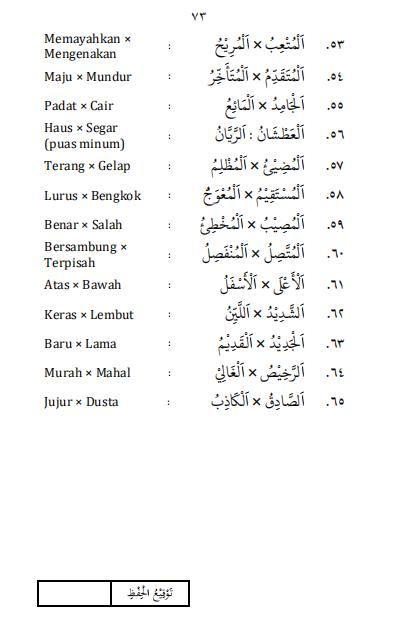 ٧٣
Memayahkan × Mengenakan : اَلْمُتْعِبُ × اَلْمُرِيْحُ .٥٣
Maju × Mundur : اَلْمُتَقَدِّمُ × اَلْمُتَأَخِّرُ .٥٤
Padat × Cair : اَلْجَامِدُ × اَلْمَائِعُ .٥٥
Haus × Segar (puas minum) : اَلْعَطْشَانُ : اَلرَّيَّانُ .٥٦
Terang × Gelap : اَلْمُضِيْئُ × اَلْمُظْلِمُ .٥٧
Lurus × Bengkok : اَلْمُسْتَقِيْمُ × اَلْمُعْوَجُّ .٥٨
Benar × Salah : اَلْمُصِيْبُ × اَلْمُخْطِئُ .٥٩
Bersambung × Terpisah : اَلْمُتَّصِلُ × اَلْمُنْفَصِلُ .٦٠
Atas × Bawah : اَلْأَعْلَى × اَلْأَسْفَلُ .٦١
Keras × Lembut : اَلشَّدِيْدُ × اَللَّيِّنُ .٦٢
Baru × Lama : اَلْجَدِيْدُ × اَلْقَدِيْمُ .٦٣
Murah × Mahal : اَلرَّخِيْصُ × اَلْغَالِيْ .٦٤
Jujur × Dusta : اَلصَّادِقُ × اَلْكَاذِبُ .٦٥
تَوْقِيْعُ الْحِفْظِ